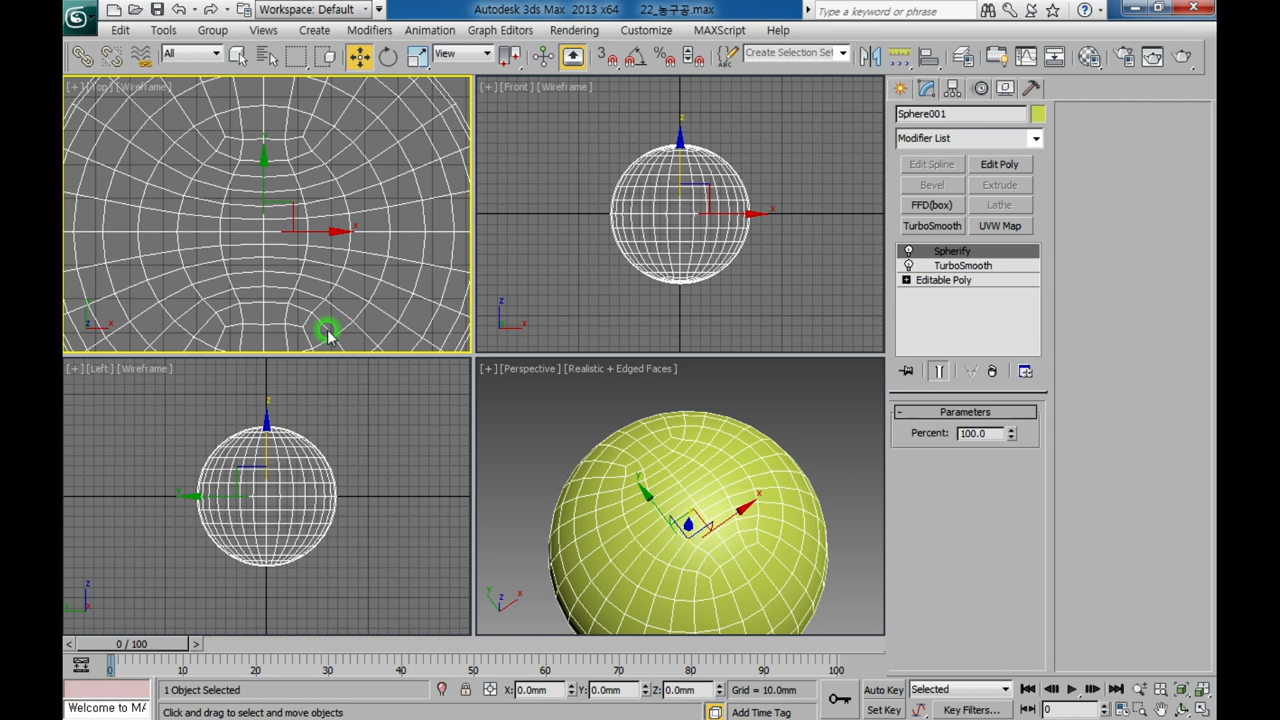 Workspace: Default
Autodesk 3ds Max 2013 x64 22_농구공.max
Type a keyword or phrase
Edit Tools Group Views Create Modifiers Animation Graph Editors Rendering Customize MAXScript Help
All View 3 Create Selection Set
[+] [Top] [Wireframe]
[+] [Front] [Wireframe]
Sphere001
Modifier List
Edit Spline Edit Poly
Bevel Extrude
FFD(box) Lathe
TurboSmooth UVW Map
Spherify
TurboSmooth
Editable Poly
[+] [Left] [Wireframe]
[+] [Perspective] [Realistic + Edged Faces]
Parameters
Percent: 100.0
< 0 / 100 >
0 10 20 30 40 50 60 70 80 90 100
1 Object Selected X: 0.0mm Y: 0.0mm Z: 0.0mm Grid = 10.0mm Auto Key Selected
Welcome to MA Click and drag to select and move objects Add Time Tag Set Key Key Filters... 0